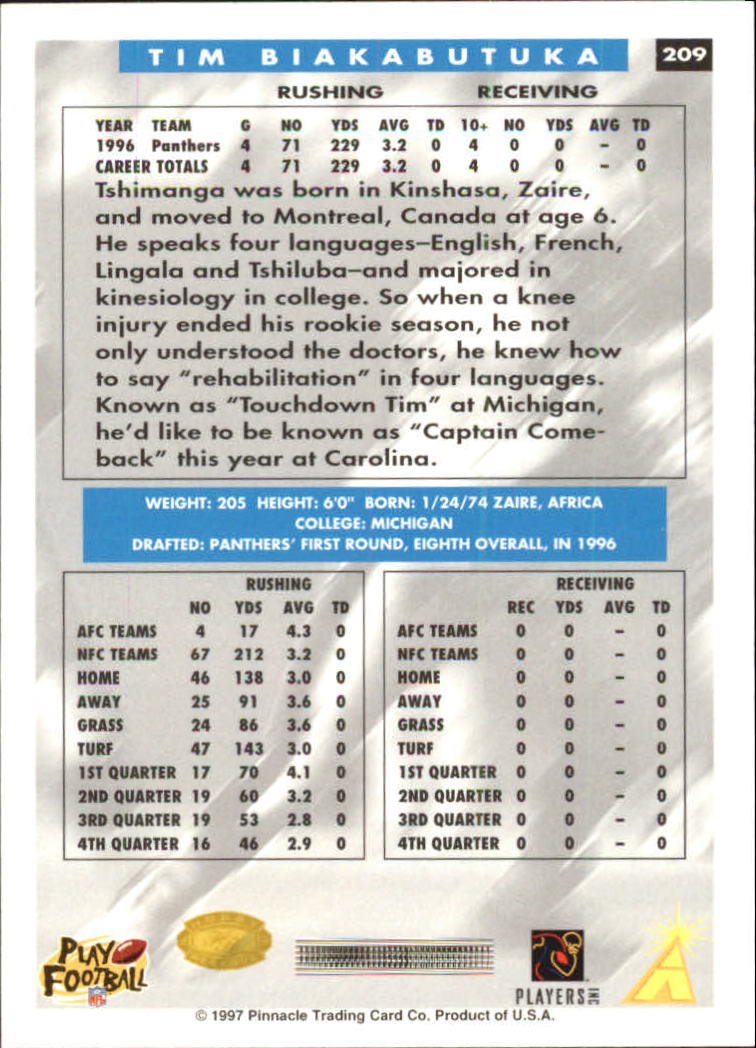 TIM BIAKABUTUKA 209
RUSHING RECEIVING
YEAR TEAM G NO YDS AVG TD 10+ NO YDS AVG TD
1996 Panthers 4 71 229 3.2 0 4 0 0 – 0
CAREER TOTALS 4 71 229 3.2 0 4 0 0 – 0
Tshimanga was born in Kinshasa, Zaire,
and moved to Montreal, Canada at age 6.
He speaks four languages–English, French,
Lingala and Tshiluba–and majored in
kinesiology in college. So when a knee
injury ended his rookie season, he not
only understood the doctors, he knew how
to say "rehabilitation" in four languages.
Known as "Touchdown Tim" at Michigan,
he'd like to be known as "Captain Come-
back" this year at Carolina.
WEIGHT: 205 HEIGHT: 6'0" BORN: 1/24/74 ZAIRE, AFRICA
COLLEGE: MICHIGAN
DRAFTED: PANTHERS' FIRST ROUND, EIGHTH OVERALL, IN 1996
RUSHING
NO YDS AVG TD
AFC TEAMS 4 17 4.3 0
NFC TEAMS 67 212 3.2 0
HOME 46 138 3.0 0
AWAY 25 91 3.6 0
GRASS 24 86 3.6 0
TURF 47 143 3.0 0
1ST QUARTER 17 70 4.1 0
2ND QUARTER 19 60 3.2 0
3RD QUARTER 19 53 2.8 0
4TH QUARTER 16 46 2.9 0
RECEIVING
REC YDS AVG TD
AFC TEAMS 0 0 – 0
NFC TEAMS 0 0 – 0
HOME 0 0 – 0
AWAY 0 0 – 0
GRASS 0 0 – 0
TURF 0 0 – 0
1ST QUARTER 0 0 – 0
2ND QUARTER 0 0 – 0
3RD QUARTER 0 0 – 0
4TH QUARTER 0 0 – 0
PLAY
FOOTBALL
NFL
PLAYERS INC
© 1997 Pinnacle Trading Card Co. Product of U.S.A.